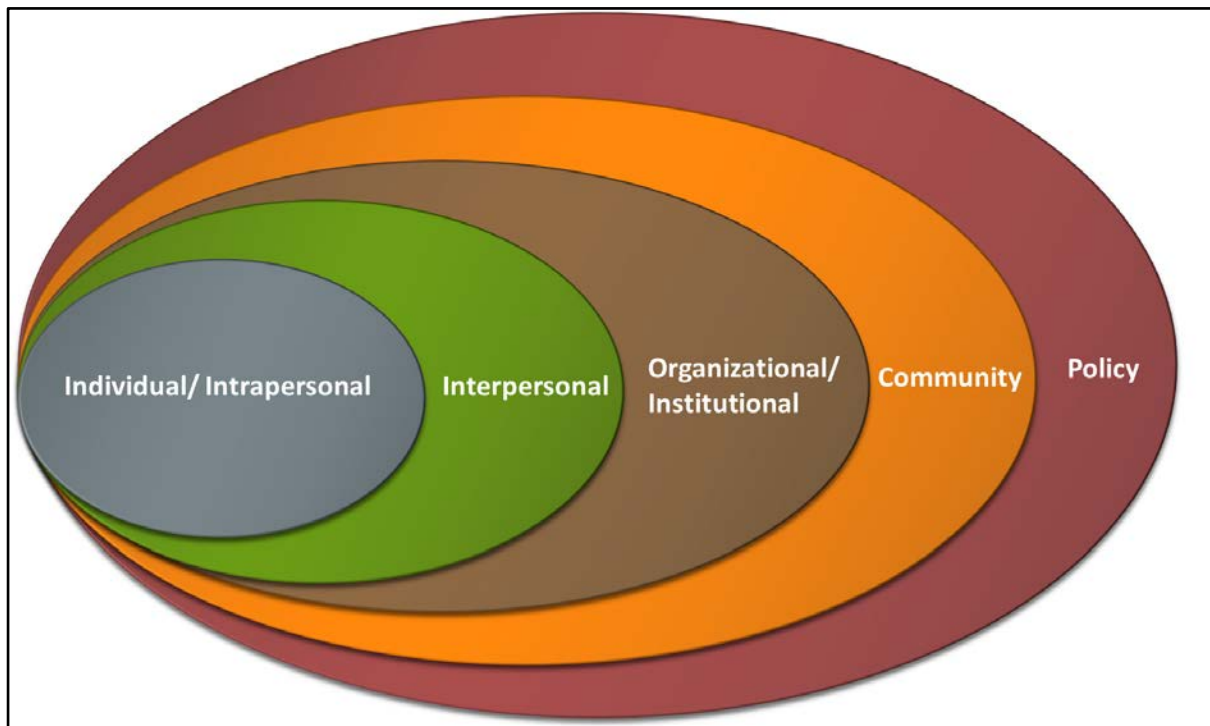 Individual/ Intrapersonal
Interpersonal
Organizational/
Institutional
Community
Policy